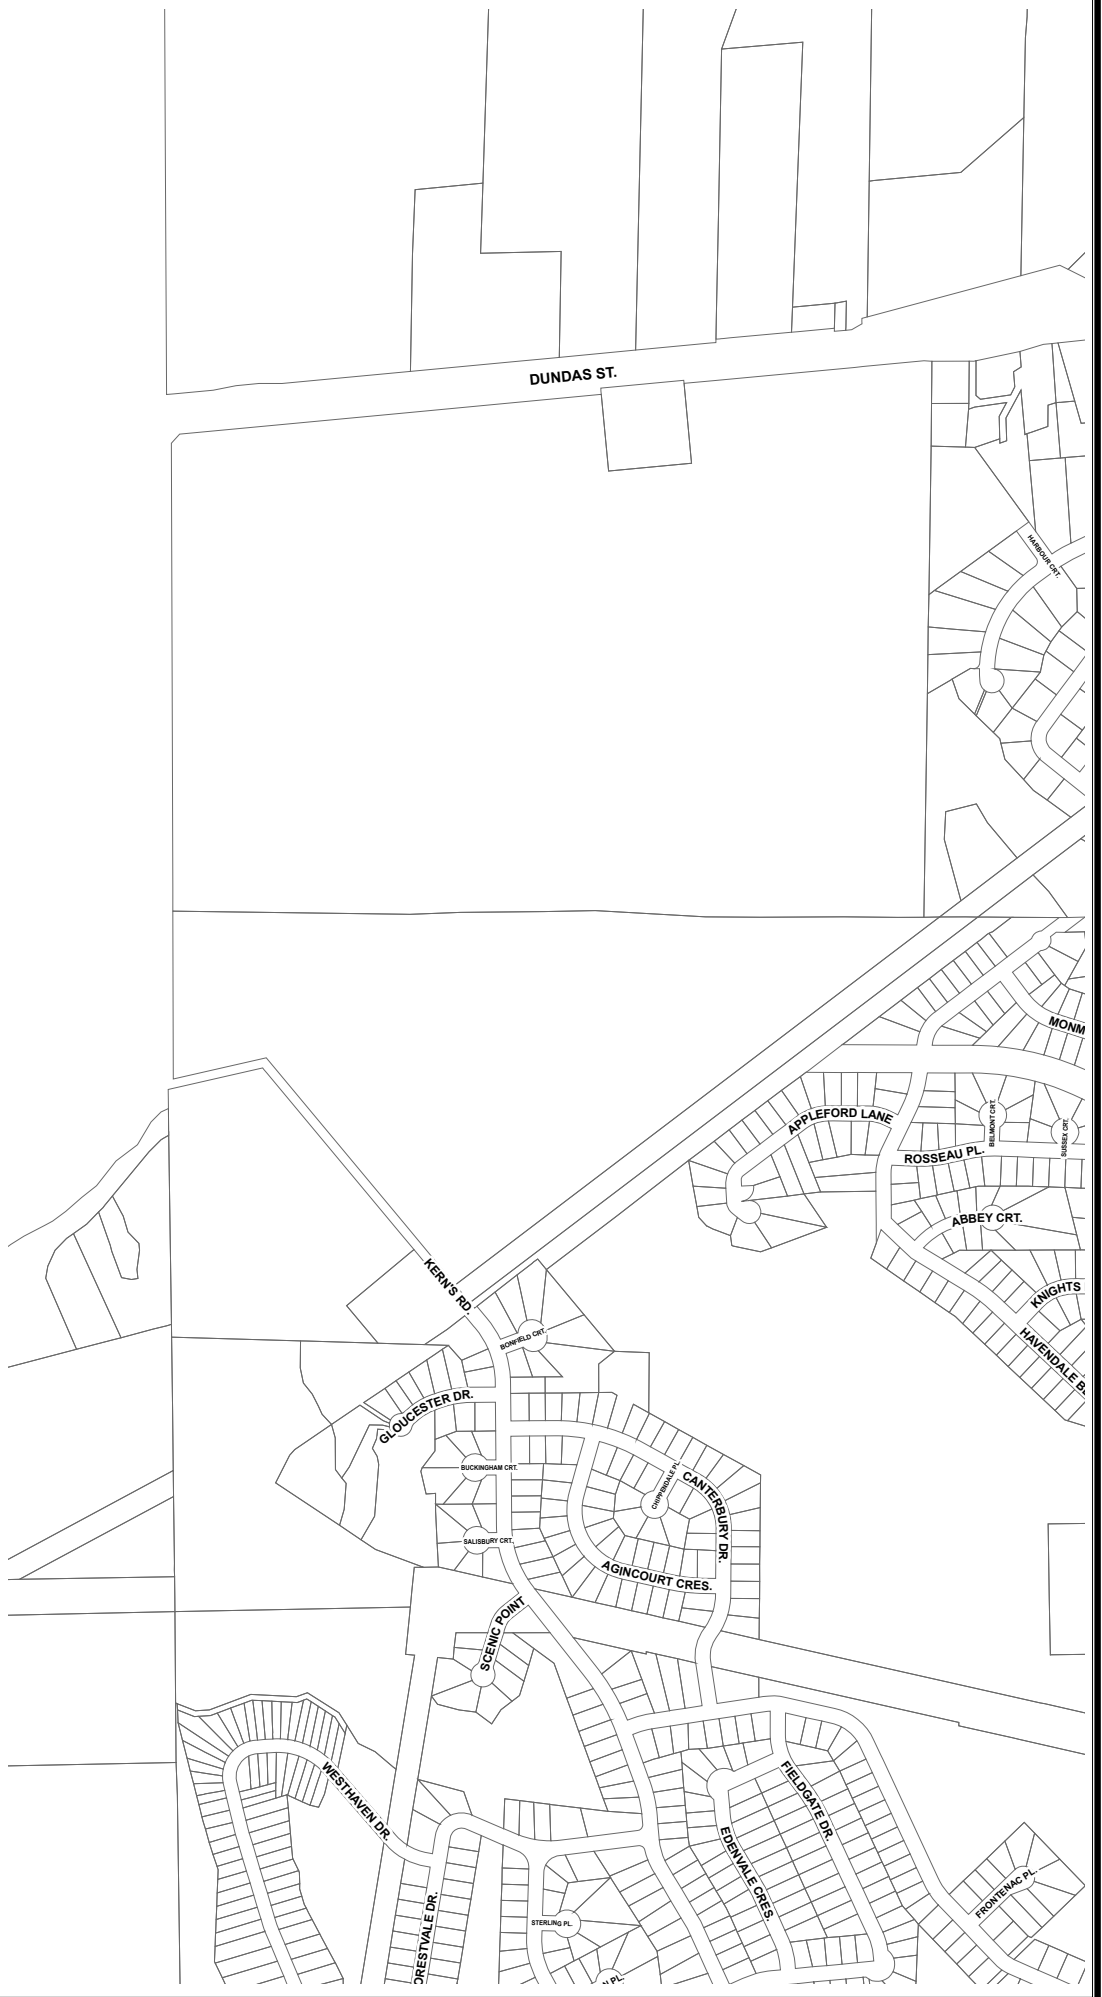 DUNDAS ST.
HARBOUR CRT.
MONM
APPLEFORD LANE
BELMONT CRT.
SUSSEX CRT.
ROSSEAU PL.
ABBEY CRT.
KERN'S RD.
KNIGHTS
BONFIELD CRT.
HAVENDALE B
GLOUCESTER DR.
BUCKINGHAM CRT.
CHIPPENDALE PL.
CANTERBURY DR.
SALISBURY CRT.
AGINCOURT CRES.
SCENIC POINT
WESTHAVEN DR.
FIELDGATE DR.
EDENVALE CRES.
FRONTENAC PL.
ORESTVALE DR.
STERLING PL.
N PL.